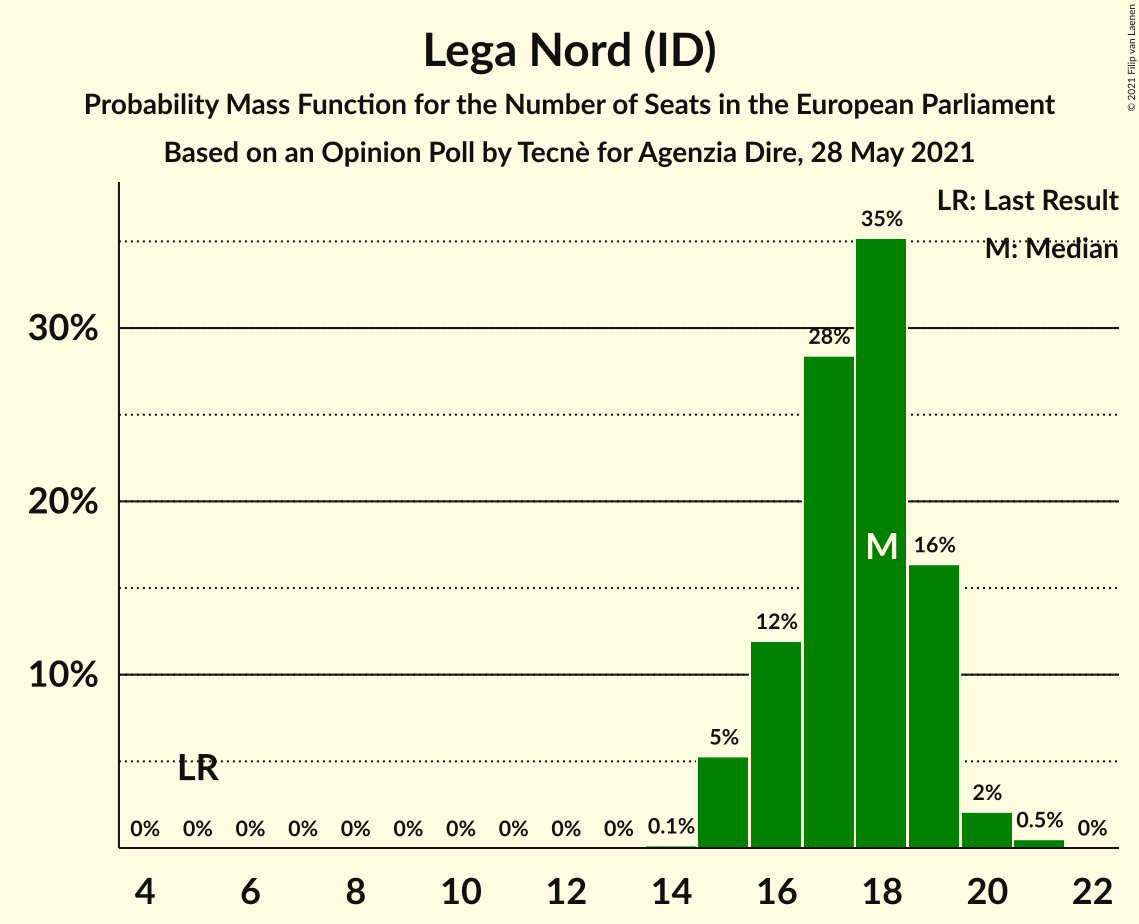 © 2021 Filip van Laenen
Lega Nord (ID)
Probability Mass Function for the Number of Seats in the European Parliament
Based on an Opinion Poll by Tecnè for Agenzia Dire, 28 May 2021
LR: Last Result
M: Median
35%
30%
28%
20%
M
16%
12%
10%
5%
LR
2%
0% 0% 0% 0% 0% 0% 0% 0% 0% 0% 0.1% 0.5% 0%
4 6 8 10 12 14 16 18 20 22